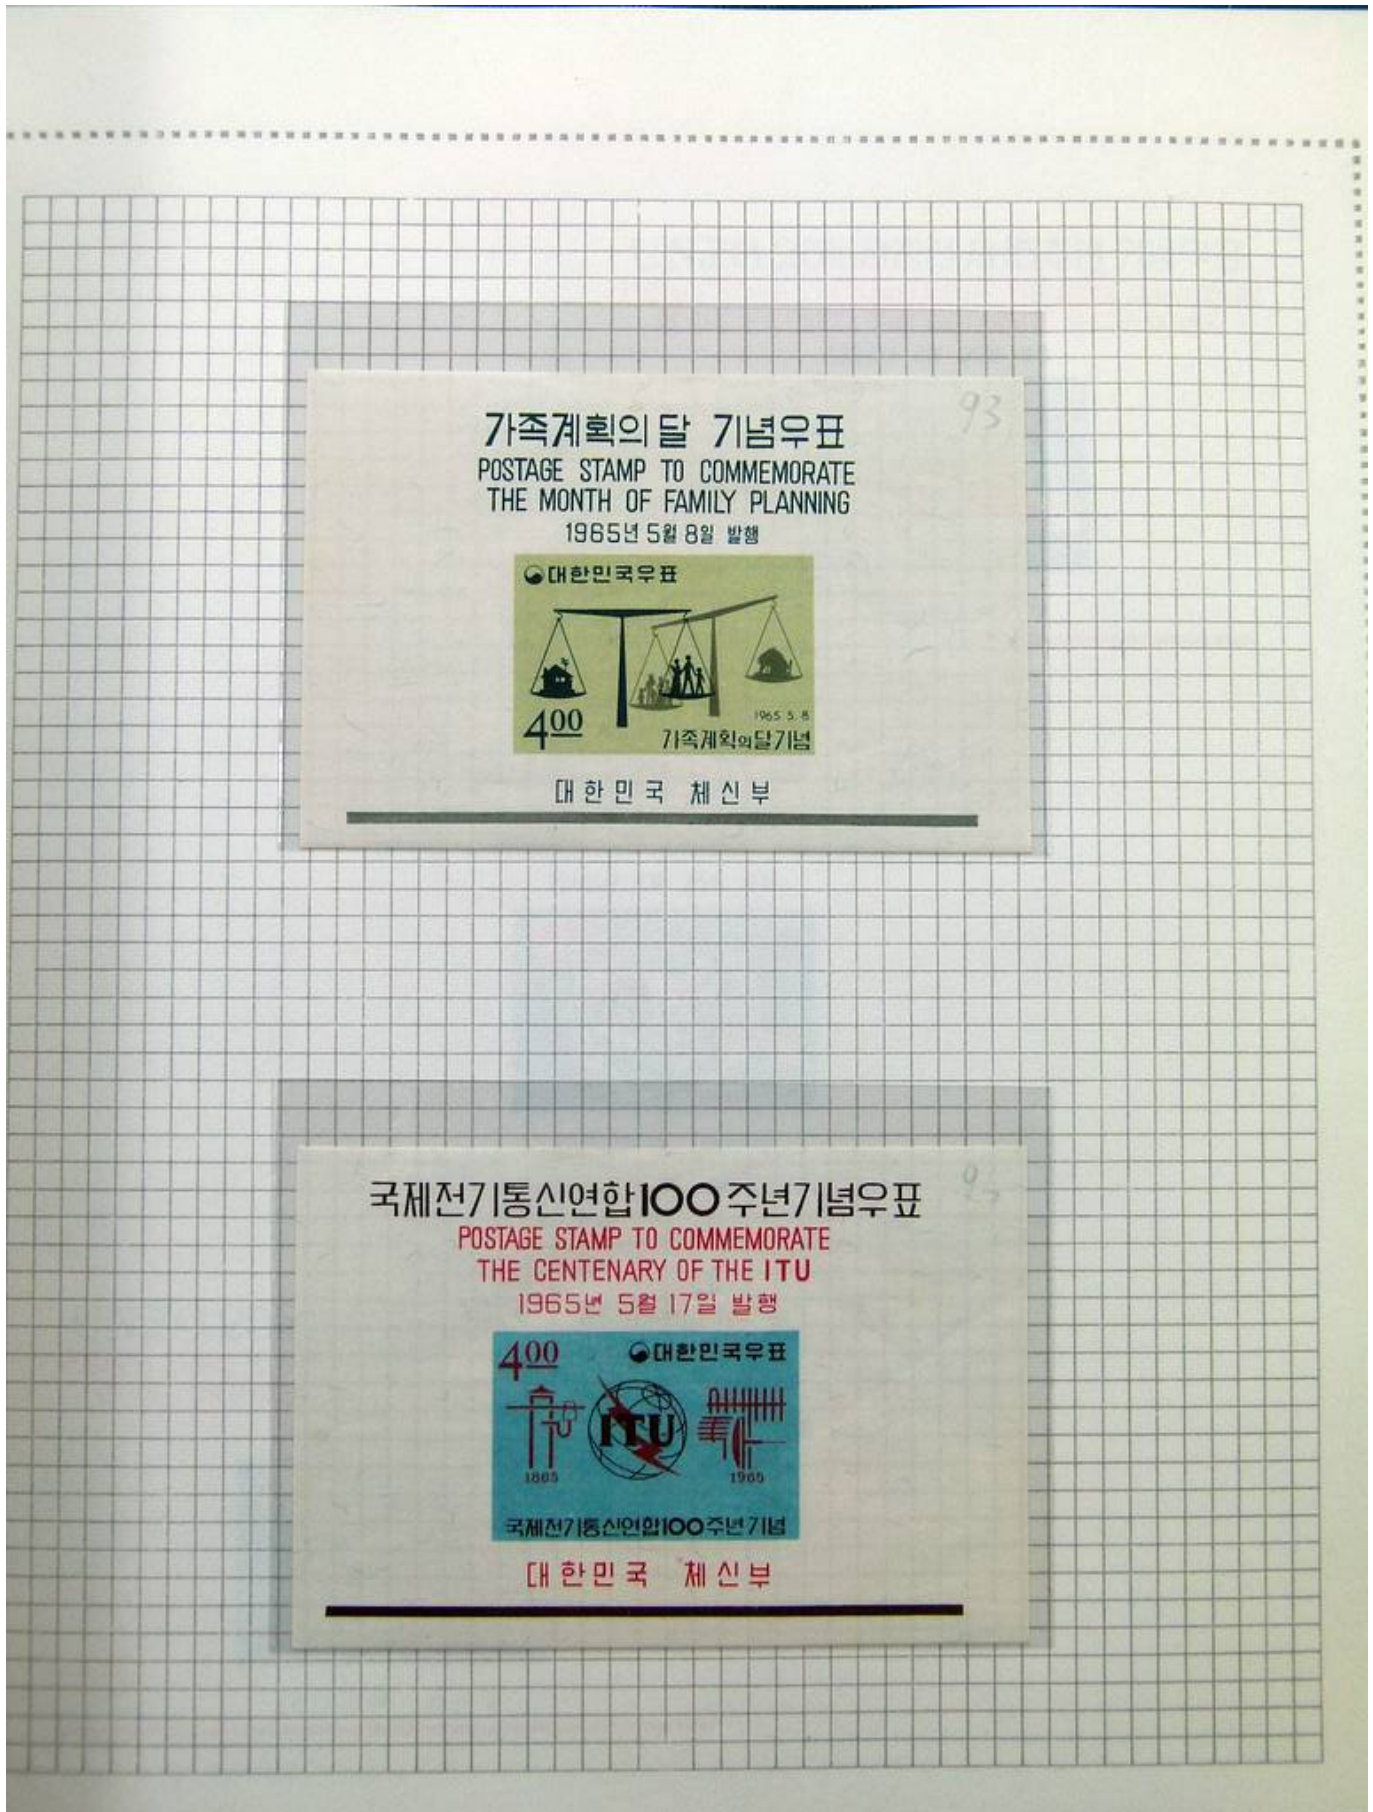 93
가족계획의 달 기념우표
POSTAGE STAMP TO COMMEMORATE
THE MONTH OF FAMILY PLANNING
1965년 5월 8일 발행
대한민국우표
1965 5. 8
400
가족계획의달기념
대한민국 체신부
국제전기통신연합100주년기념우표
POSTAGE STAMP TO COMMEMORATE
THE CENTENARY OF THE ITU
1965년 5월 17일 발행
400 대한민국우표
ITU
1865 1965
국제전기통신연합100주년기념
대한민국 체신부